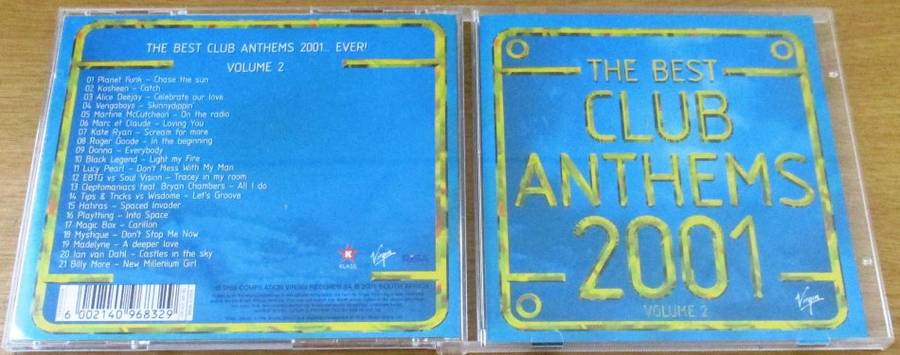 THE BEST CLUB ANTHEMS 2001... EVER!
VOLUME 2
01 Planet Funk – Chase the sun
02 Kosheen – Catch
03 Alice Deejay – Celebrate our love
04 Vengaboys – Skinnydippin'
05 Martine McCutcheon – On the radio
06 Marc et Claude – Loving You
07 Kate Ryan – Scream for more
08 Roger Goode – In the beginning
09 Donna – Everybody
10 Black Legend – Light my Fire
11 Lucy Pearl – Don't Mess With My Man
12 EBTG vs Soul Vision – Tracey in my room
13 Cleptomaniacs feat. Bryan Chambers – All I do
14 Tips & Tricks vs Wisdome – Let's Groove
15 Hatiras – Spaced Invader
16 Plaything – Into Space
17 Magic Box – Carillon
18 Mystique – Don't Stop Me Now
19 Madelyne – A deeper love
20 Ian van Dahl – Castles in the sky
21 Billy More – New Millenium Girl
KLASS
Virgin
6 002140 968329
THE BEST
CLUB
ANTHEMS
2001
VOLUME 2
Virgin